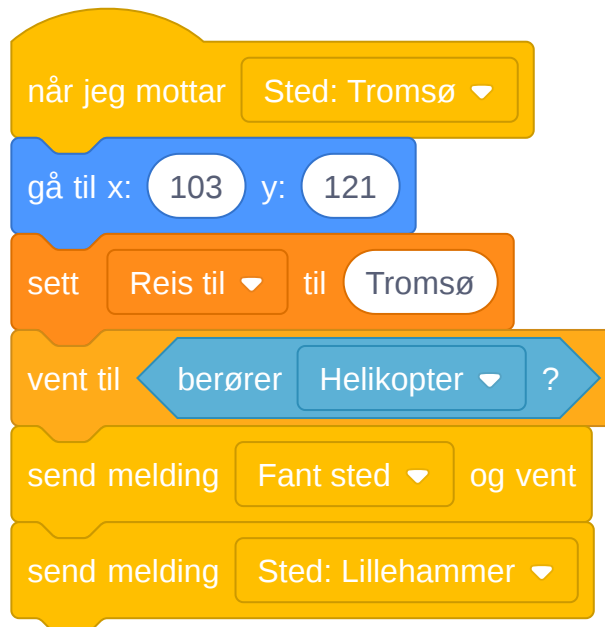 når jeg mottar Sted: Tromsø
gå til x: 103 y: 121
sett Reis til til Tromsø
vent til berører Helikopter ?
send melding Fant sted og vent
send melding Sted: Lillehammer